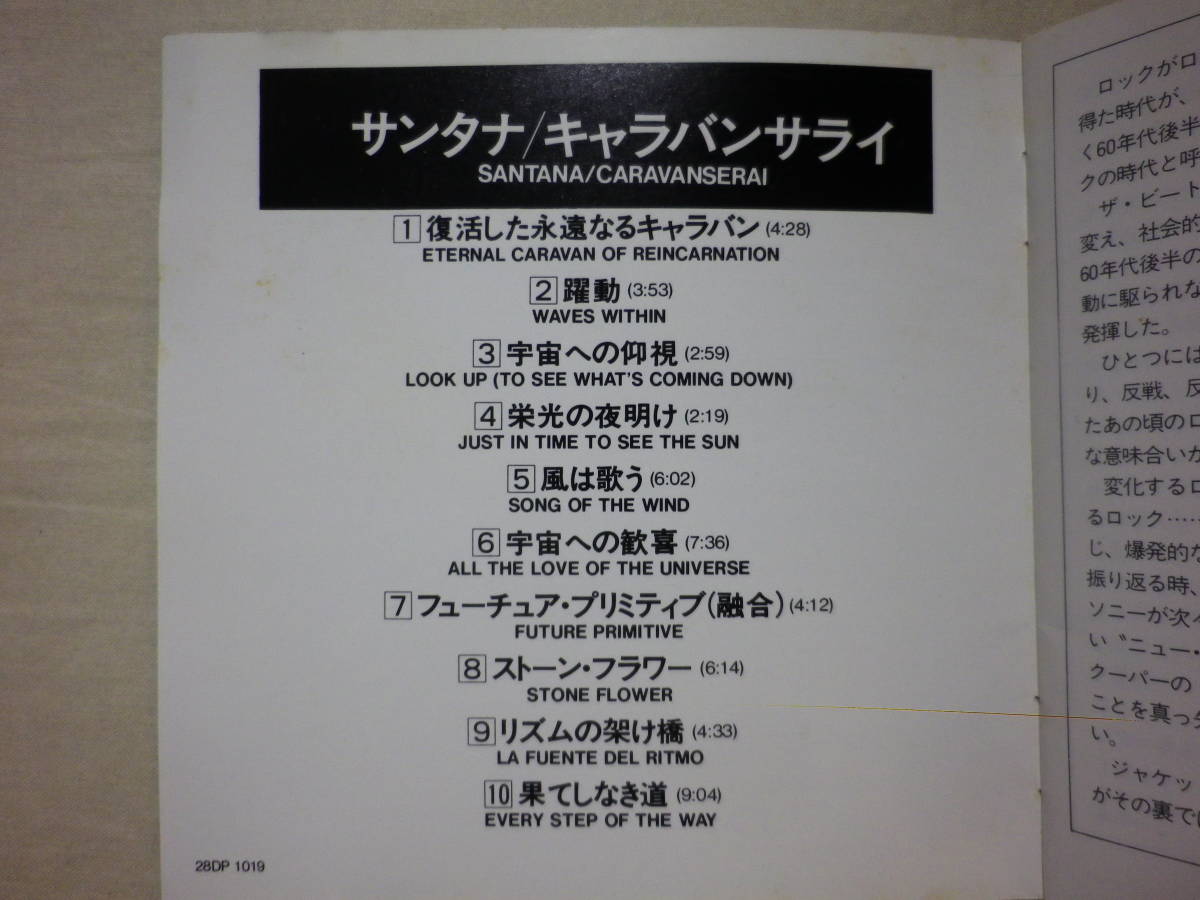 サンタナ/キャラバンサライ
SANTANA/CARAVANSERAI
1 復活した永遠なるキャラバン (4:28)
ETERNAL CARAVAN OF REINCARNATION
2 躍動 (3:53)
WAVES WITHIN
3 宇宙への仰視 (2:59)
LOOK UP (TO SEE WHAT'S COMING DOWN)
4 栄光の夜明け (2:19)
JUST IN TIME TO SEE THE SUN
5 風は歌う (6:02)
SONG OF THE WIND
6 宇宙への歓喜 (7:36)
ALL THE LOVE OF THE UNIVERSE
7 フューチュア・プリミティブ(融合) (4:12)
FUTURE PRIMITIVE
8 ストーン・フラワー (6:14)
STONE FLOWER
9 リズムの架け橋 (4:33)
LA FUENTE DEL RITMO
10 果てしなき道 (9:04)
EVERY STEP OF THE WAY
28DP 1019
ロックがロ
得た時代が、
く60年代後半
クの時代と呼
ザ・ビート
変え、社会的
60年代後半の
動に駆られな
発揮した。
ひとつには
り、反戦、反
たあの頃のロ
な意味合いか
変化するロ
るロック……
じ、爆発的な
振り返る時、
ソニーが次々
い〝ニュー・
クーパーの
ことを真っ
い。
ジャケッ
がその裏では